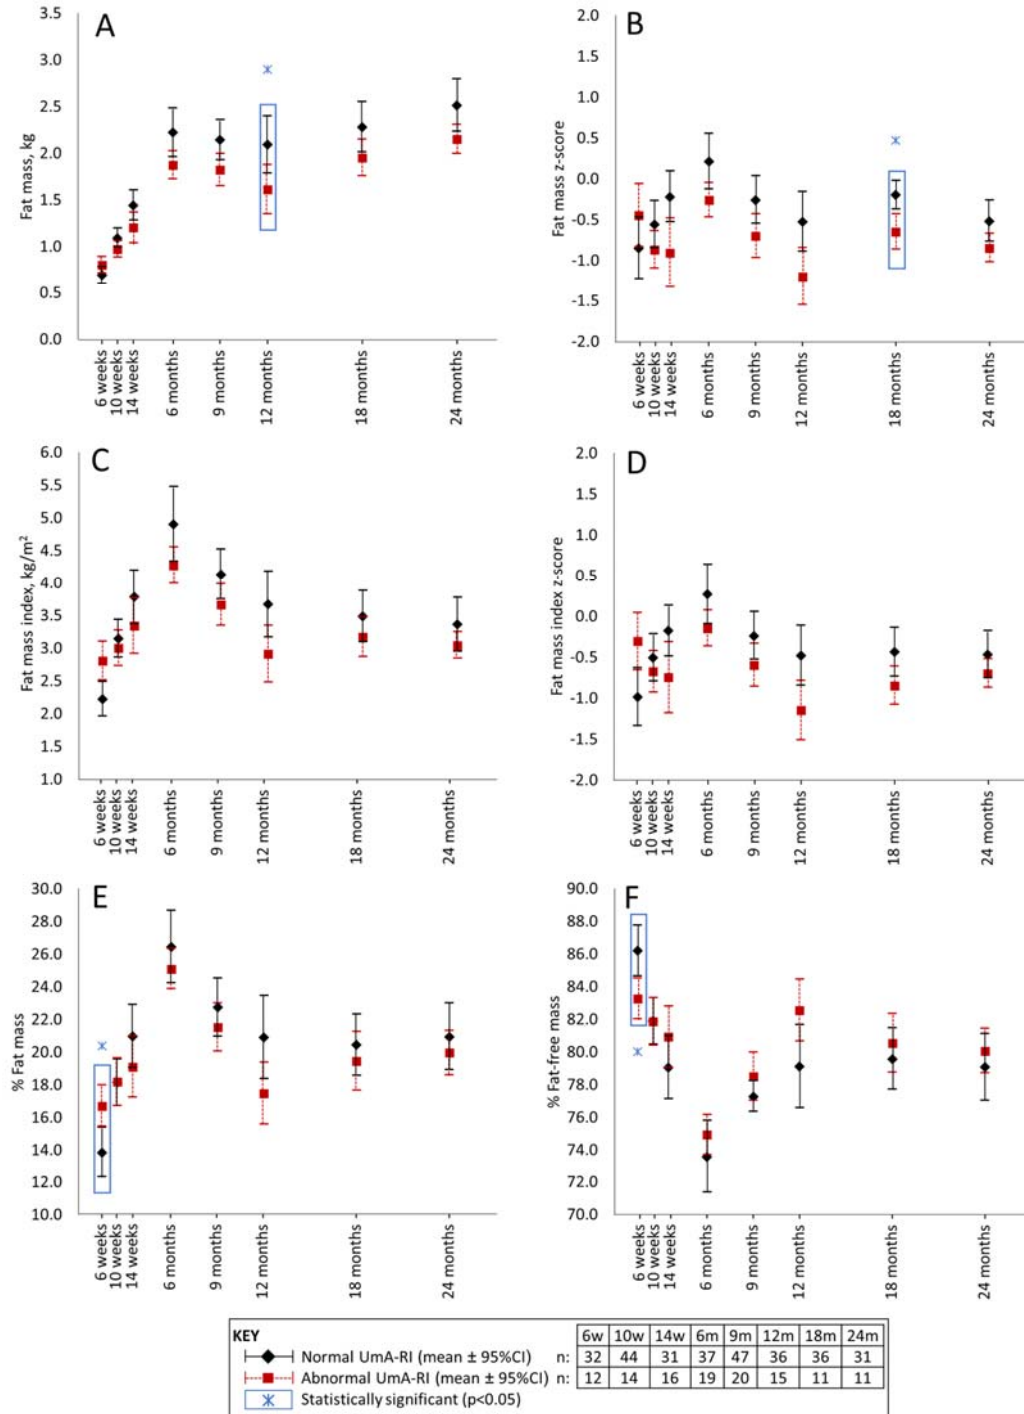 A
Fat mass, kg
3.5
3.0
2.5
2.0
1.5
1.0
0.5
0.0
6 weeks
10 weeks
14 weeks
6 months
9 months
12 months
18 months
24 months
B
Fat mass z-score
2.0
1.5
1.0
0.5
0.0
-0.5
-1.0
-1.5
-2.0
6 weeks
10 weeks
14 weeks
6 months
9 months
12 months
18 months
24 months
C
Fat mass index, kg/m²
6.0
5.5
5.0
4.5
4.0
3.5
3.0
2.5
2.0
1.5
1.0
6 weeks
10 weeks
14 weeks
6 months
9 months
12 months
18 months
24 months
D
Fat mass index z-score
2.0
1.5
1.0
0.5
0.0
-0.5
-1.0
-1.5
-2.0
6 weeks
10 weeks
14 weeks
6 months
9 months
12 months
18 months
24 months
E
% Fat mass
30.0
28.0
26.0
24.0
22.0
20.0
18.0
16.0
14.0
12.0
10.0
6 weeks
10 weeks
14 weeks
6 months
9 months
12 months
18 months
24 months
F
% Fat-free mass
90.0
88.0
86.0
84.0
82.0
80.0
78.0
76.0
74.0
72.0
70.0
6 weeks
10 weeks
14 weeks
6 months
9 months
12 months
18 months
24 months
KEY 6w 10w 14w 6m 9m 12m 18m 24m
Normal UmA-RI (mean ± 95%CI) n: 32 44 31 37 47 36 36 31
Abnormal UmA-RI (mean ± 95%CI) n: 12 14 16 19 20 15 11 11
Statistically significant (p<0.05)